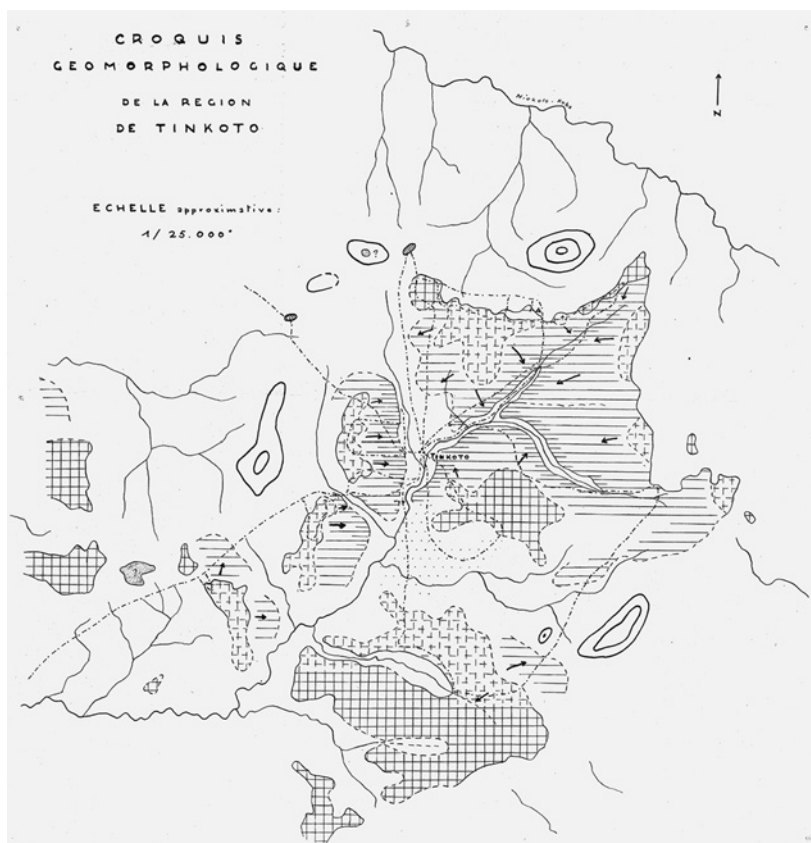 CROQUIS
GEOMORPHOLOGIQUE
DE LA REGION
DE TINKOTO
ECHELLE approximative :
1/25.000°
N
?
TINKOTO
?